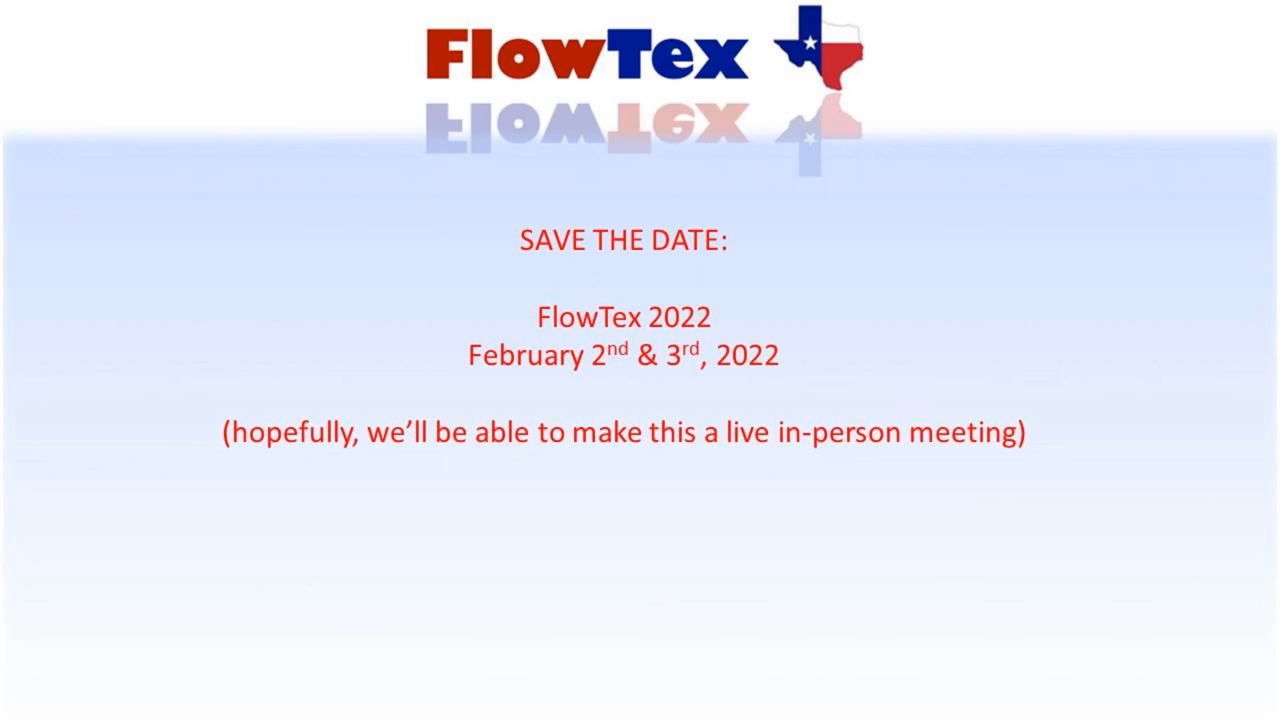 FlowTex
SAVE THE DATE:
FlowTex 2022
February 2nd & 3rd, 2022
(hopefully, we’ll be able to make this a live in-person meeting)